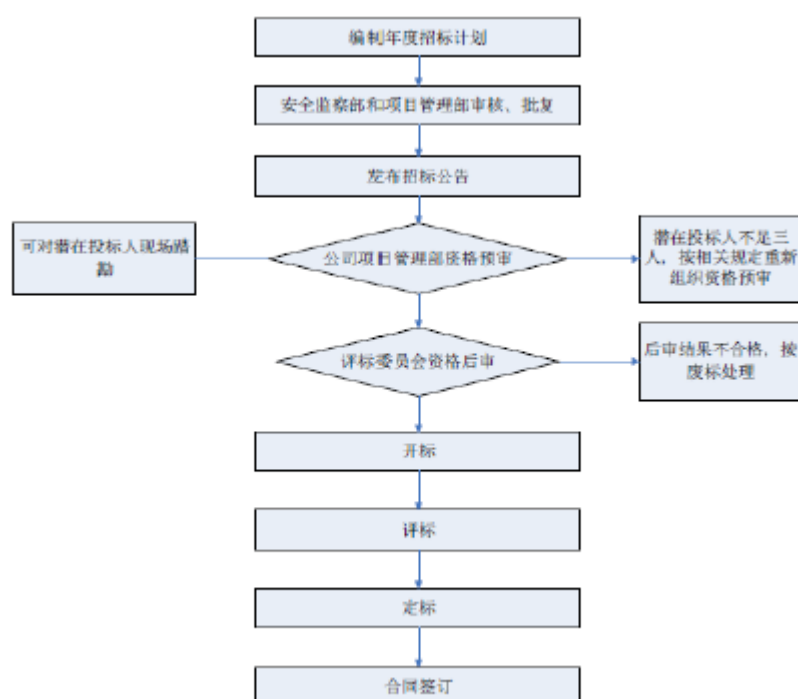 编制年度招标计划
安全监察部和项目管理部审核、批复
发布招标公告
可对潜在投标人现场踏
勘
公司项目管理部资格预审
潜在投标人不足三
人，按相关规定重新
组织资格预审
评标委员会资格后审
后审结果不合格，按
废标处理
开标
评标
定标
合同签订